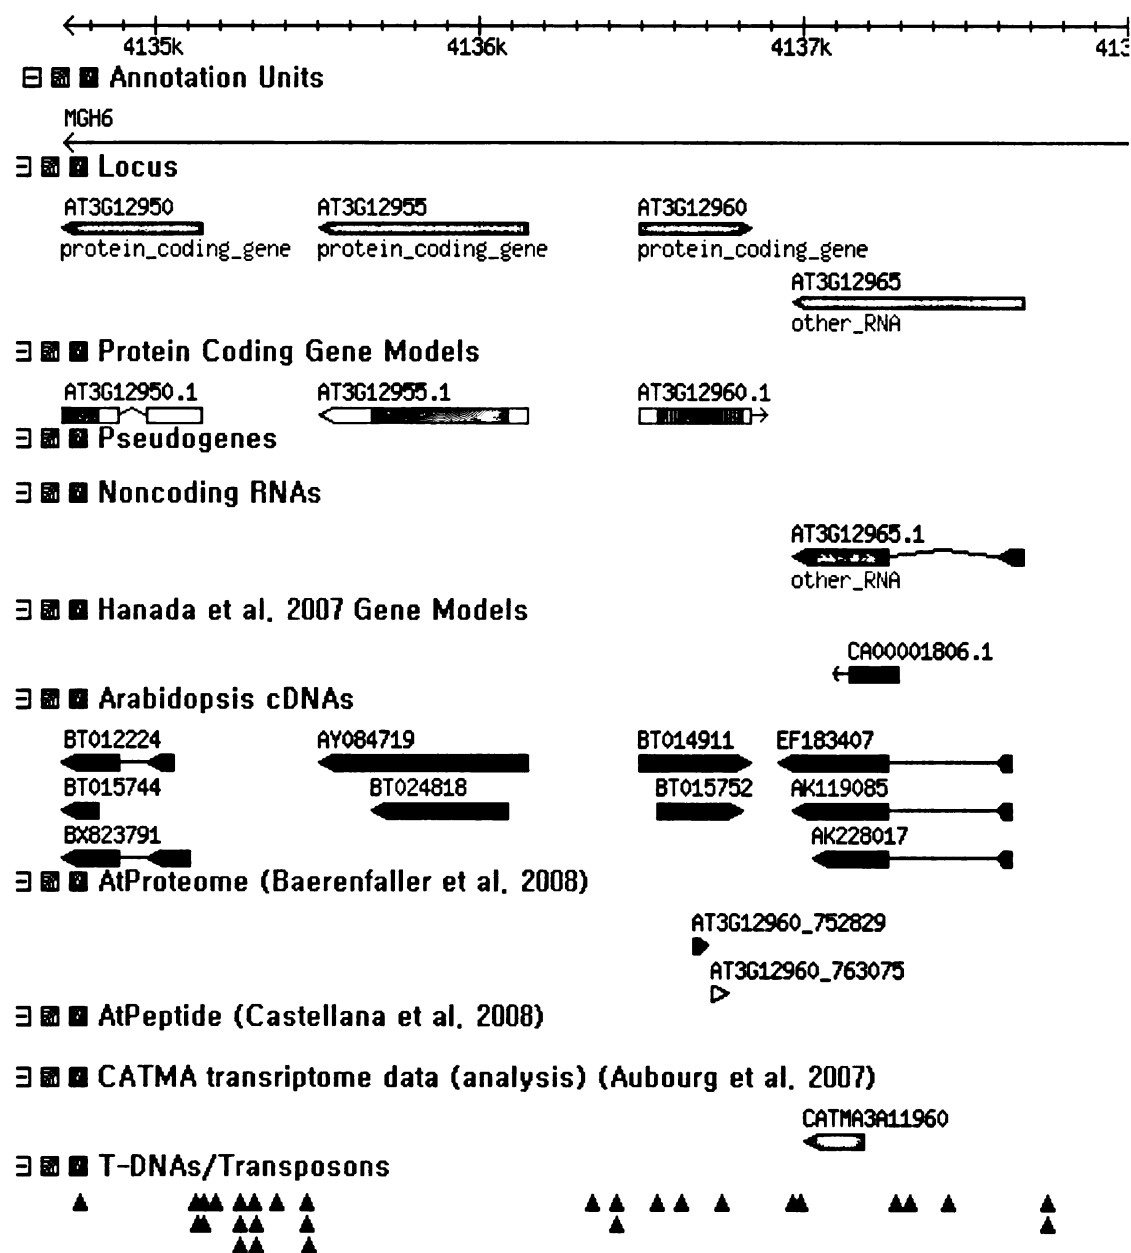 4135k 4136k 4137k 413
Annotation Units
MGH6
Locus
AT3G12950 AT3G12955 AT3G12960
protein_coding_gene protein_coding_gene protein_coding_gene
AT3G12965
other_RNA
Protein Coding Gene Models
AT3G12950.1 AT3G12955.1 AT3G12960.1
Pseudogenes
Noncoding RNAs
AT3G12965.1
other_RNA
Hanada et al. 2007 Gene Models
CA00001806.1
Arabidopsis cDNAs
BT012224 AY084719 BT014911 EF183407
BT015744 BT024818 BT015752 AK119085
BX823791 AK228017
AtProteome (Baerenfaller et al. 2008)
AT3G12960_752829
AT3G12960_763075
AtPeptide (Castellana et al. 2008)
CATMA transriptome data (analysis) (Aubourg et al. 2007)
CATMA3A11960
T-DNAs/Transposons